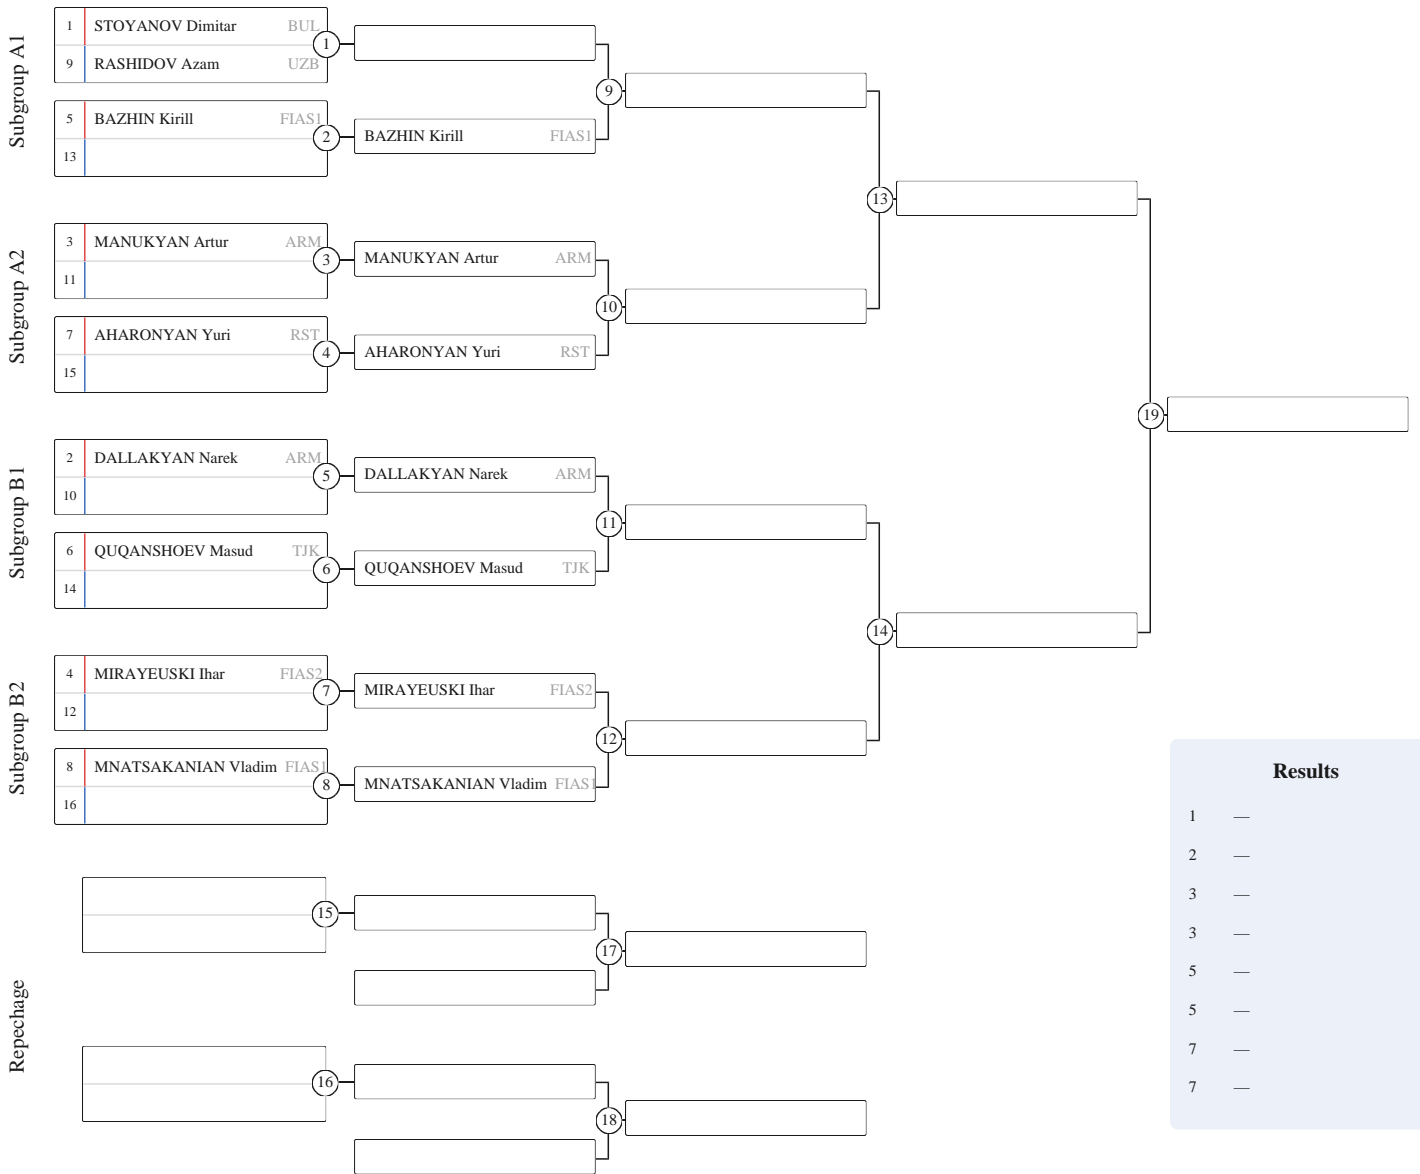 Subgroup A1
1 STOYANOV Dimitar BUL
9 RASHIDOV Azam UZB
1
5 BAZHIN Kirill FIAS1
13
2
BAZHIN Kirill FIAS1
9
Subgroup A2
3 MANUKYAN Artur ARM
11
3
MANUKYAN Artur ARM
7 AHARONYAN Yuri RST
15
4
AHARONYAN Yuri RST
10
13
Subgroup B1
2 DALLAKYAN Narek ARM
10
5
DALLAKYAN Narek ARM
6 QUQANSHOEV Masud TJK
14
6
QUQANSHOEV Masud TJK
11
Subgroup B2
4 MIRAYEUSKI Ihar FIAS2
12
7
MIRAYEUSKI Ihar FIAS2
8 MNATSAKANIAN Vladim FIAS1
16
8
MNATSAKANIAN Vladim FIAS1
12
14
19
Repechage
15
17
16
18
Results
1 —
2 —
3 —
3 —
5 —
5 —
7 —
7 —